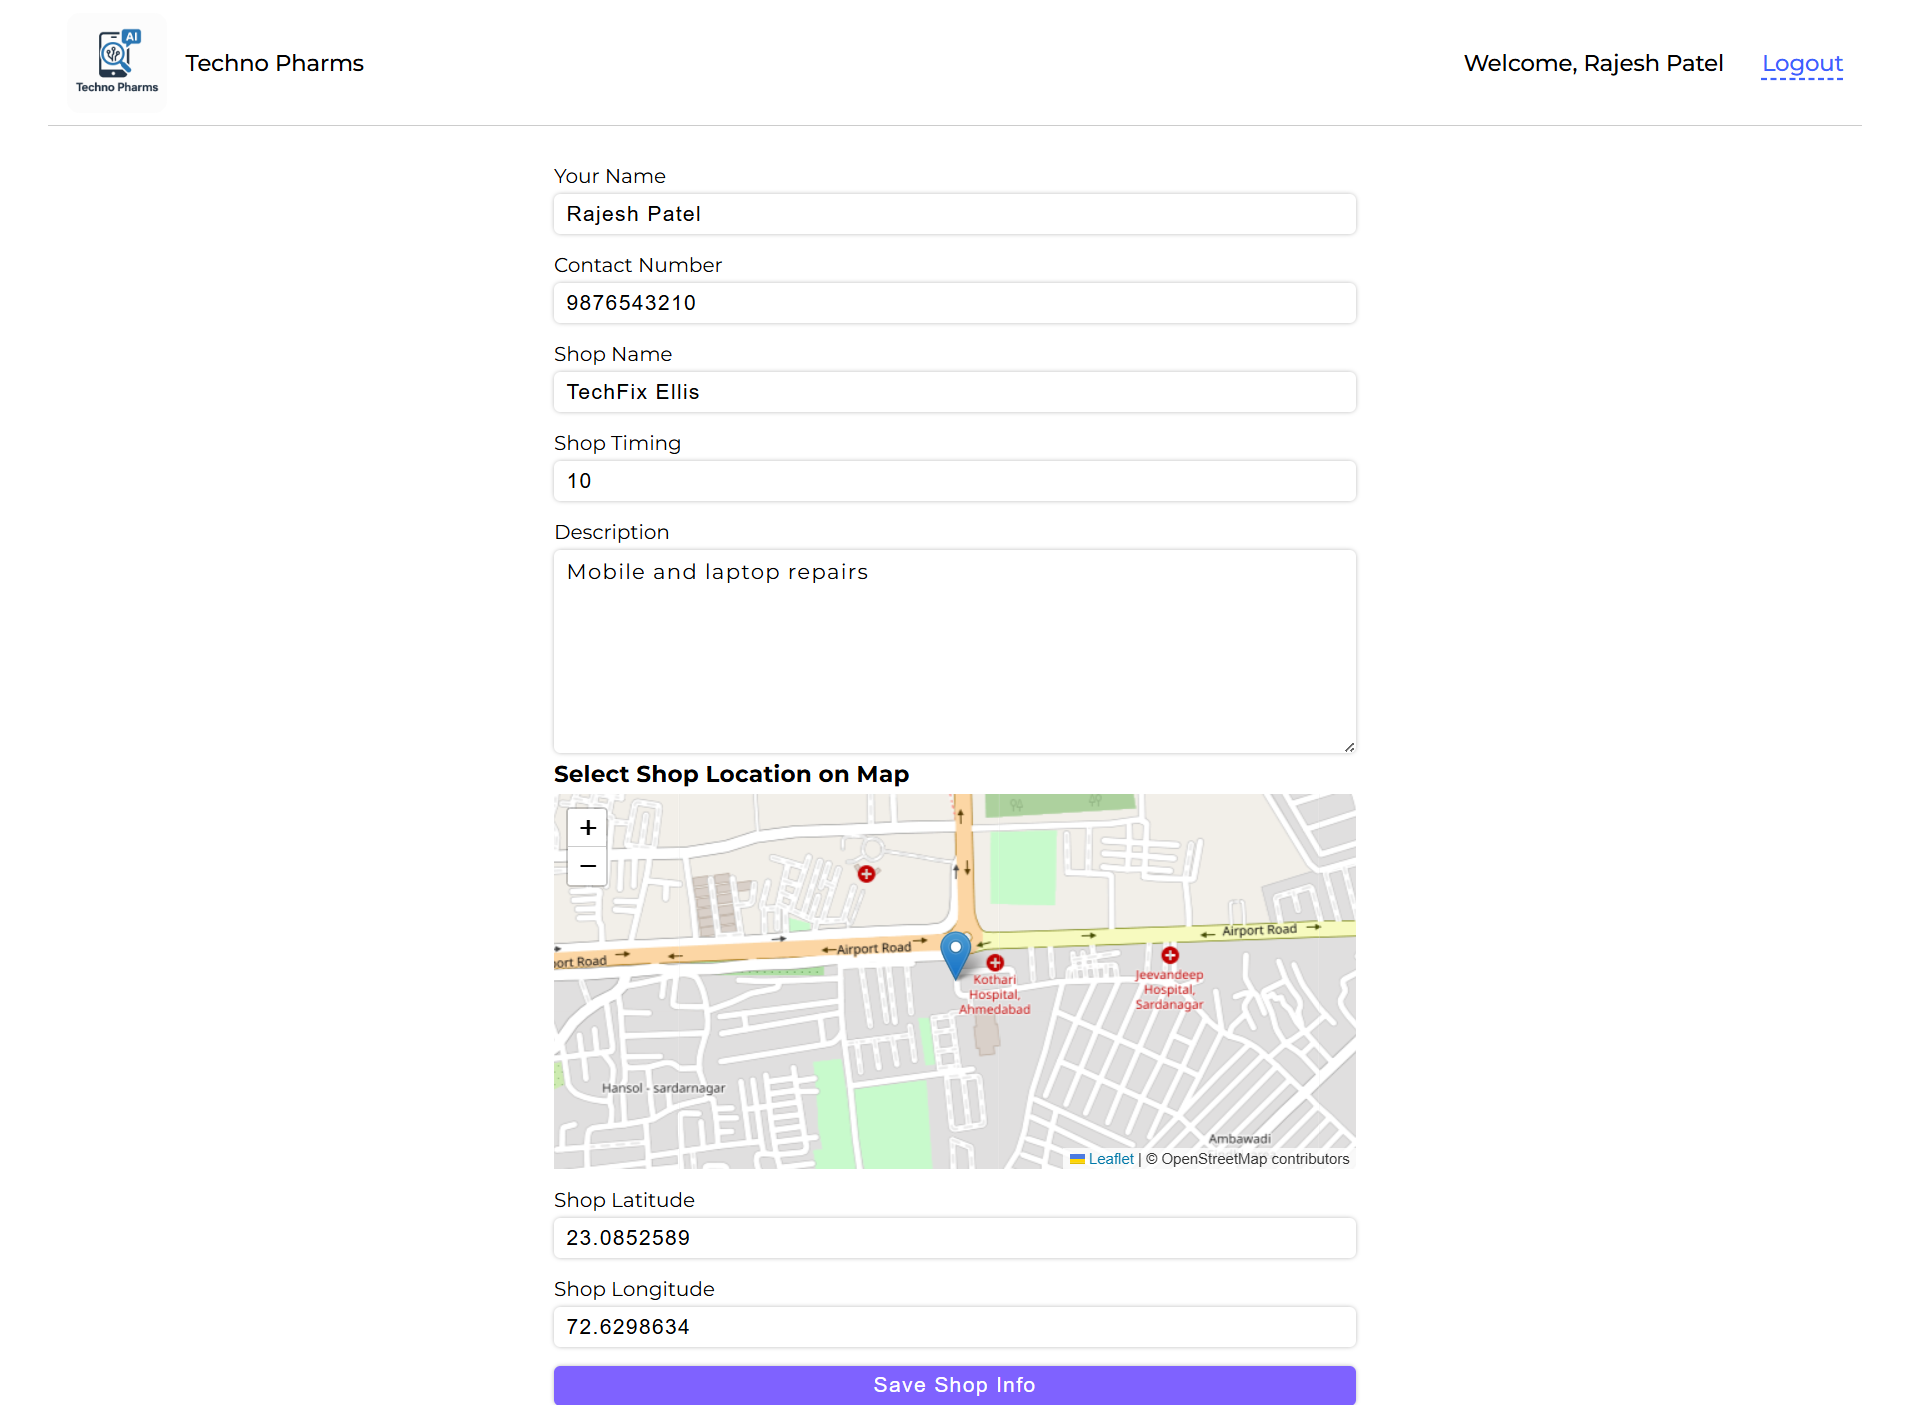 AI
Techno Pharms
Techno Pharms
Welcome, Rajesh Patel
Logout
Your Name
Rajesh Patel
Contact Number
9876543210
Shop Name
TechFix Ellis
Shop Timing
10
Description
Mobile and laptop repairs
Select Shop Location on Map
+
−
Airport Road
ort Road
Airport Road
Kothari
Hospital,
Ahmedabad
Jeevandeep
Hospital,
Sardanagar
Hansol - sardarnagar
Ambawadi
Leaflet | © OpenStreetMap contributors
Shop Latitude
23.0852589
Shop Longitude
72.6298634
Save Shop Info